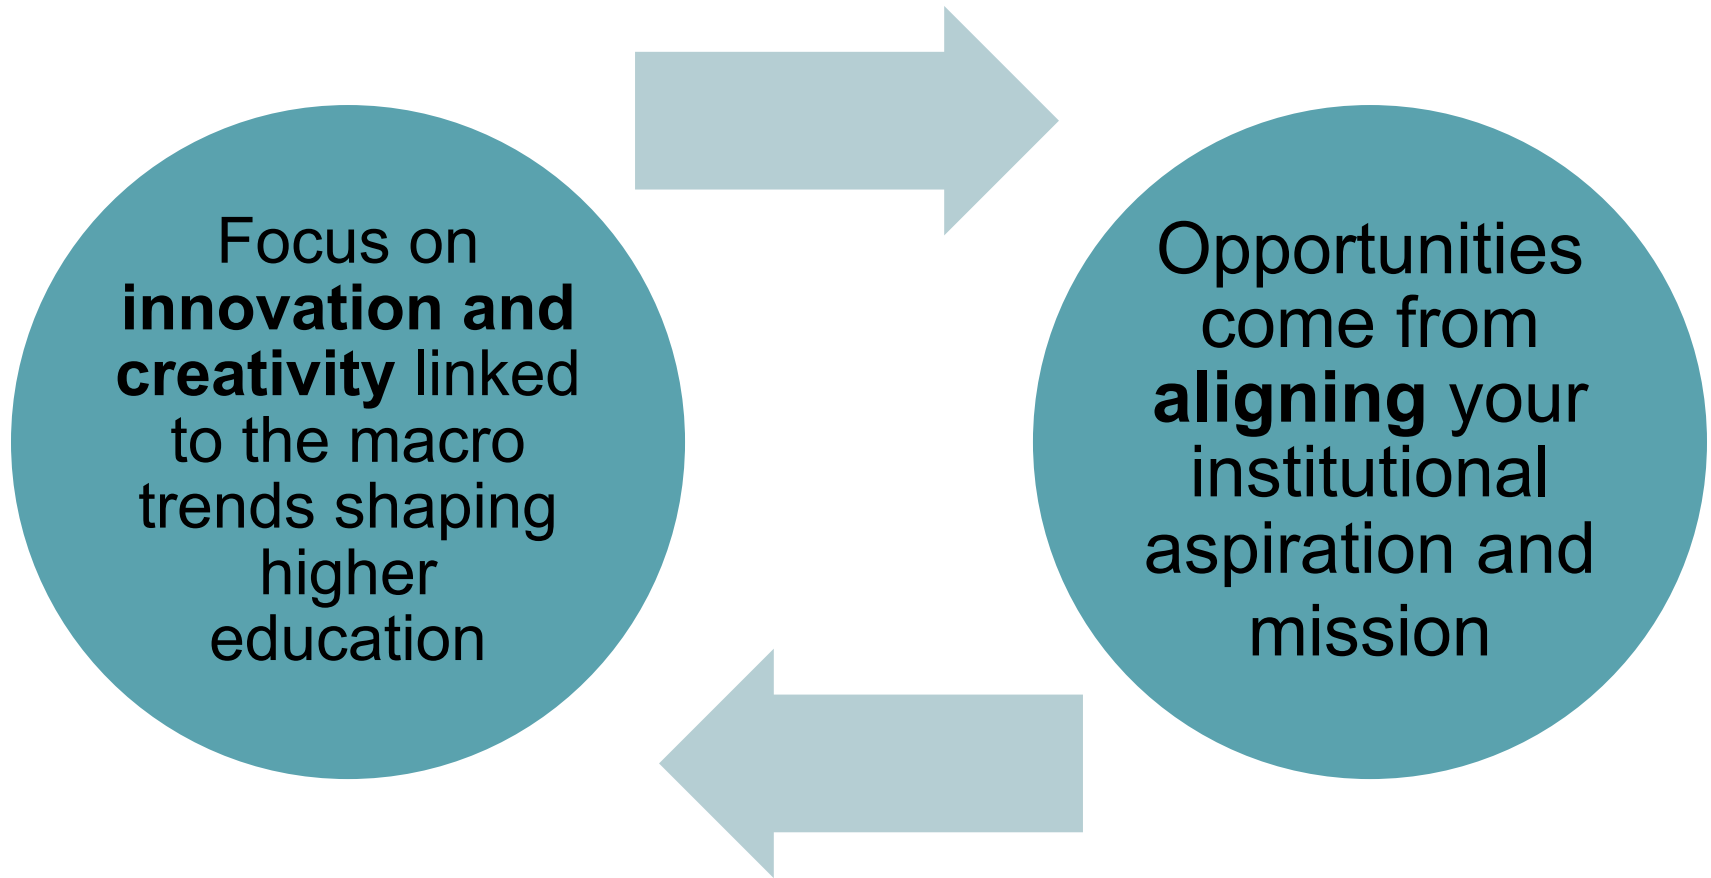 Focus on
innovation and
creativity linked
to the macro
trends shaping
higher
education
Opportunities
come from
aligning your
institutional
aspiration and
mission